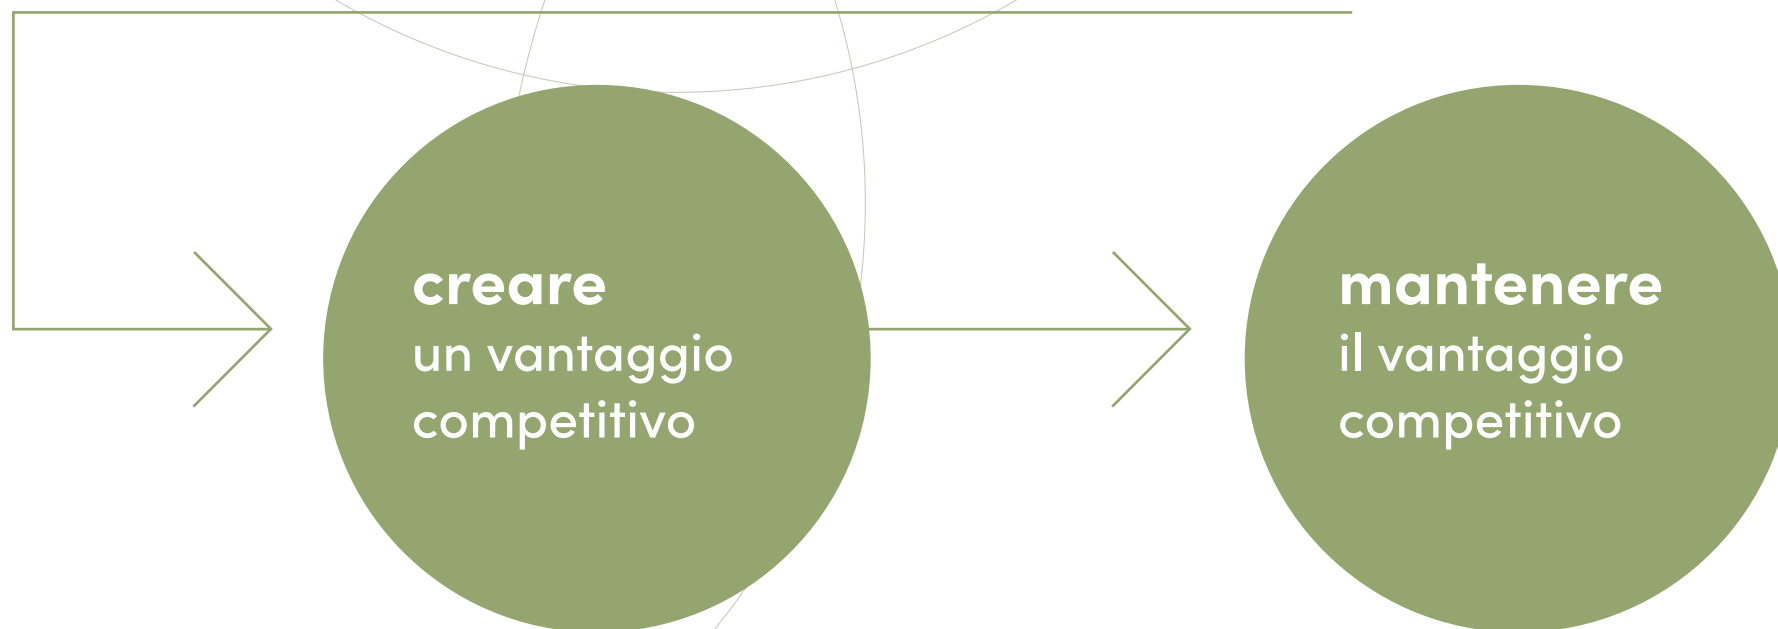 creare
un vantaggio
competitivo
mantenere
il vantaggio
competitivo